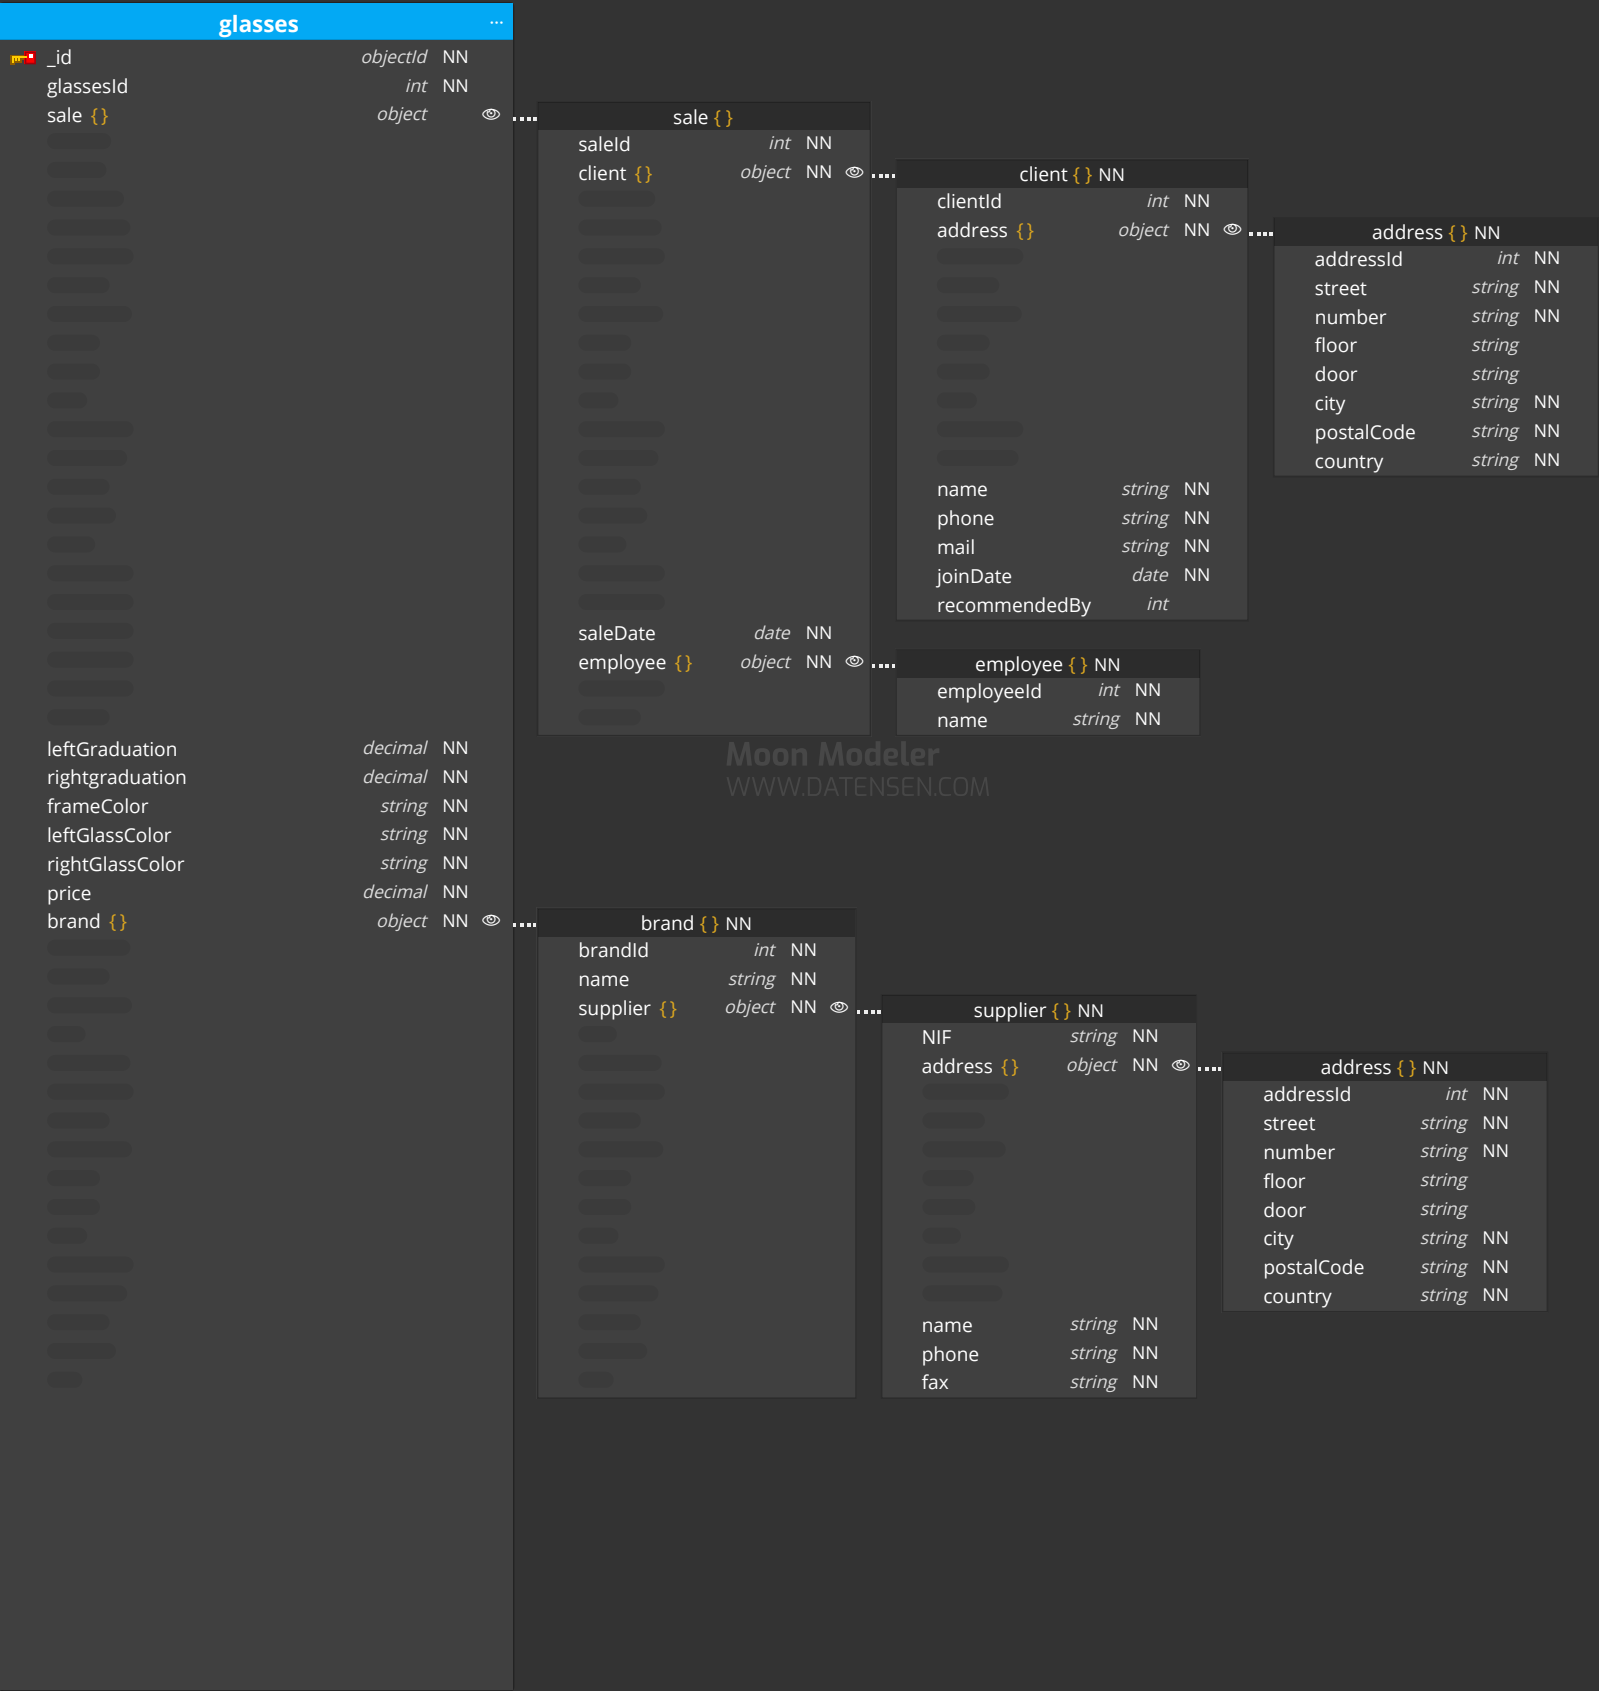 glasses ...
_id objectId NN
glassesId int NN
sale {} object
leftGraduation decimal NN
rightgraduation decimal NN
frameColor string NN
leftGlassColor string NN
rightGlassColor string NN
price decimal NN
brand {} object NN
sale {}
saleId int NN
client {} object NN
saleDate date NN
employee {} object NN
client {} NN
clientId int NN
address {} object NN
name string NN
phone string NN
mail string NN
joinDate date NN
recommendedBy int
address {} NN
addressId int NN
street string NN
number string NN
floor string
door string
city string NN
postalCode string NN
country string NN
employee {} NN
employeeId int NN
name string NN
Moon Modeler
WWW.DATENSEN.COM
brand {} NN
brandId int NN
name string NN
supplier {} object NN
supplier {} NN
NIF string NN
address {} object NN
name string NN
phone string NN
fax string NN
address {} NN
addressId int NN
street string NN
number string NN
floor string
door string
city string NN
postalCode string NN
country string NN